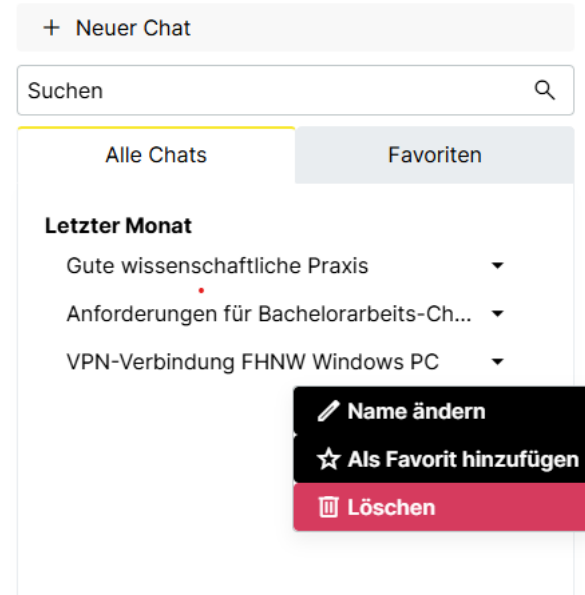 + Neuer Chat
Suchen
Alle Chats
Favoriten
Letzter Monat
Gute wissenschaftliche Praxis
Anforderungen für Bachelorarbeits-Ch...
VPN-Verbindung FHNW Windows PC
Name ändern
Als Favorit hinzufügen
Löschen